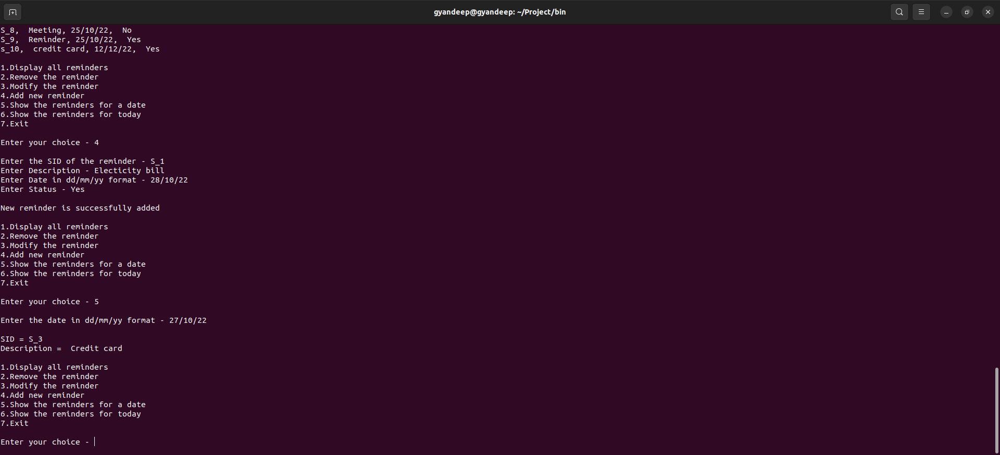 gyandeep@gyandeep: ~/Project/bin
S_8,  Meeting, 25/10/22,  No
S_9,  Reminder, 25/10/22,  Yes
s_10,  credit card, 12/12/22,  Yes
1.Display all reminders
2.Remove the reminder
3.Modify the reminder
4.Add new reminder
5.Show the reminders for a date
6.Show the reminders for today
7.Exit
Enter your choice - 4
Enter the SID of the reminder - S_1
Enter Description - Electicity bill
Enter Date in dd/mm/yy format - 28/10/22
Enter Status - Yes
New reminder is successfully added
1.Display all reminders
2.Remove the reminder
3.Modify the reminder
4.Add new reminder
5.Show the reminders for a date
6.Show the reminders for today
7.Exit
Enter your choice - 5
Enter the date in dd/mm/yy format - 27/10/22
SID = S_3
Description =  Credit card
1.Display all reminders
2.Remove the reminder
3.Modify the reminder
4.Add new reminder
5.Show the reminders for a date
6.Show the reminders for today
7.Exit
Enter your choice -